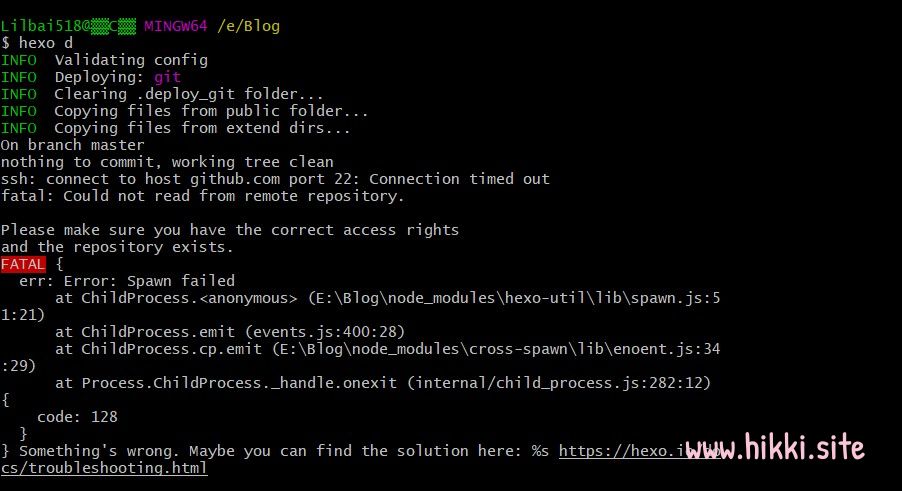 Lilbai518@▒▒C▒▒ MINGW64 /e/Blog
$ hexo d
INFO  Validating config
INFO  Deploying: git
INFO  Clearing .deploy_git folder...
INFO  Copying files from public folder...
INFO  Copying files from extend dirs...
On branch master
nothing to commit, working tree clean
ssh: connect to host github.com port 22: Connection timed out
fatal: Could not read from remote repository.
Please make sure you have the correct access rights
and the repository exists.
FATAL {
err: Error: Spawn failed
at ChildProcess.<anonymous> (E:\Blog\node_modules\hexo-util\lib\spawn.js:5
1:21)
at ChildProcess.emit (events.js:400:28)
at ChildProcess.cp.emit (E:\Blog\node_modules\cross-spawn\lib\enoent.js:34
:29)
at Process.ChildProcess._handle.onexit (internal/child_process.js:282:12)
{
code: 128
}
} Something's wrong. Maybe you can find the solution here: %s
cs/troubleshooting.html
www.hikki.site